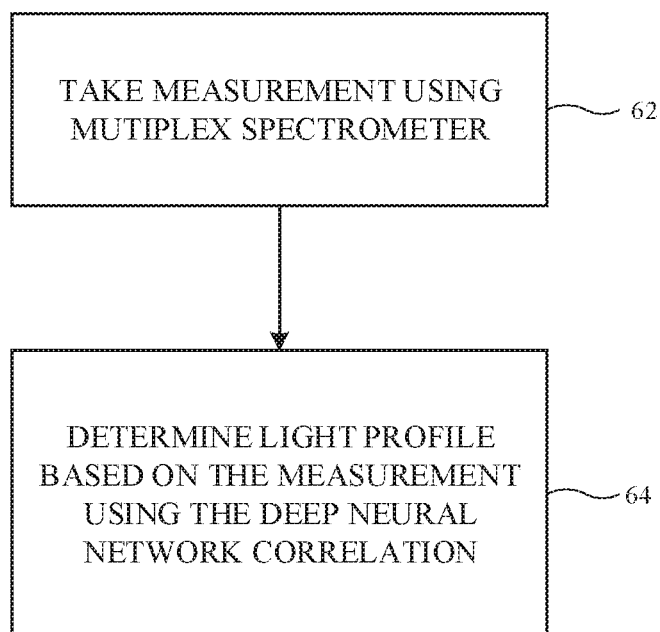 TAKE MEASUREMENT USING
MUTIPLEX SPECTROMETER
62
DETERMINE LIGHT PROFILE
BASED ON THE MEASUREMENT
USING THE DEEP NEURAL
NETWORK CORRELATION
64